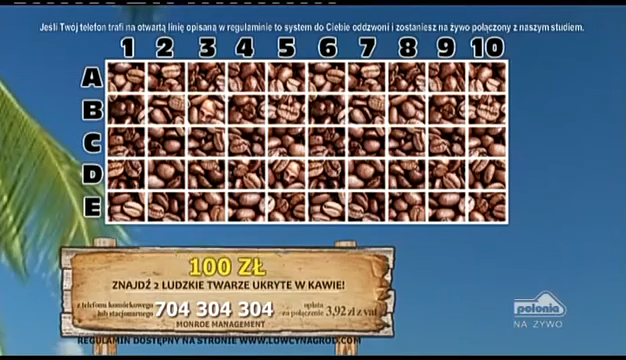 Jeśli Twój telefon trafi na otwartą linię opisaną w regulaminie to system do Ciebie oddzwoni i zostaniesz na żywo połączony z naszym studiem.
1 2 3 4 5 6 7 8 9 10
A
B
C
D
E
100 ZŁ
ZNAJDŹ 2 LUDZKIE TWARZE UKRYTE W KAWIE!
z telefonu komórkowego lub stacjonarnego 704 304 304 opłata za połączenie 3,92 zł z vat
MONROE MANAGEMENT
REGULAMIN DOSTĘPNY NA STRONIE WWW.LOWCYNAGROD.COM
polonia
NA ŻYWO